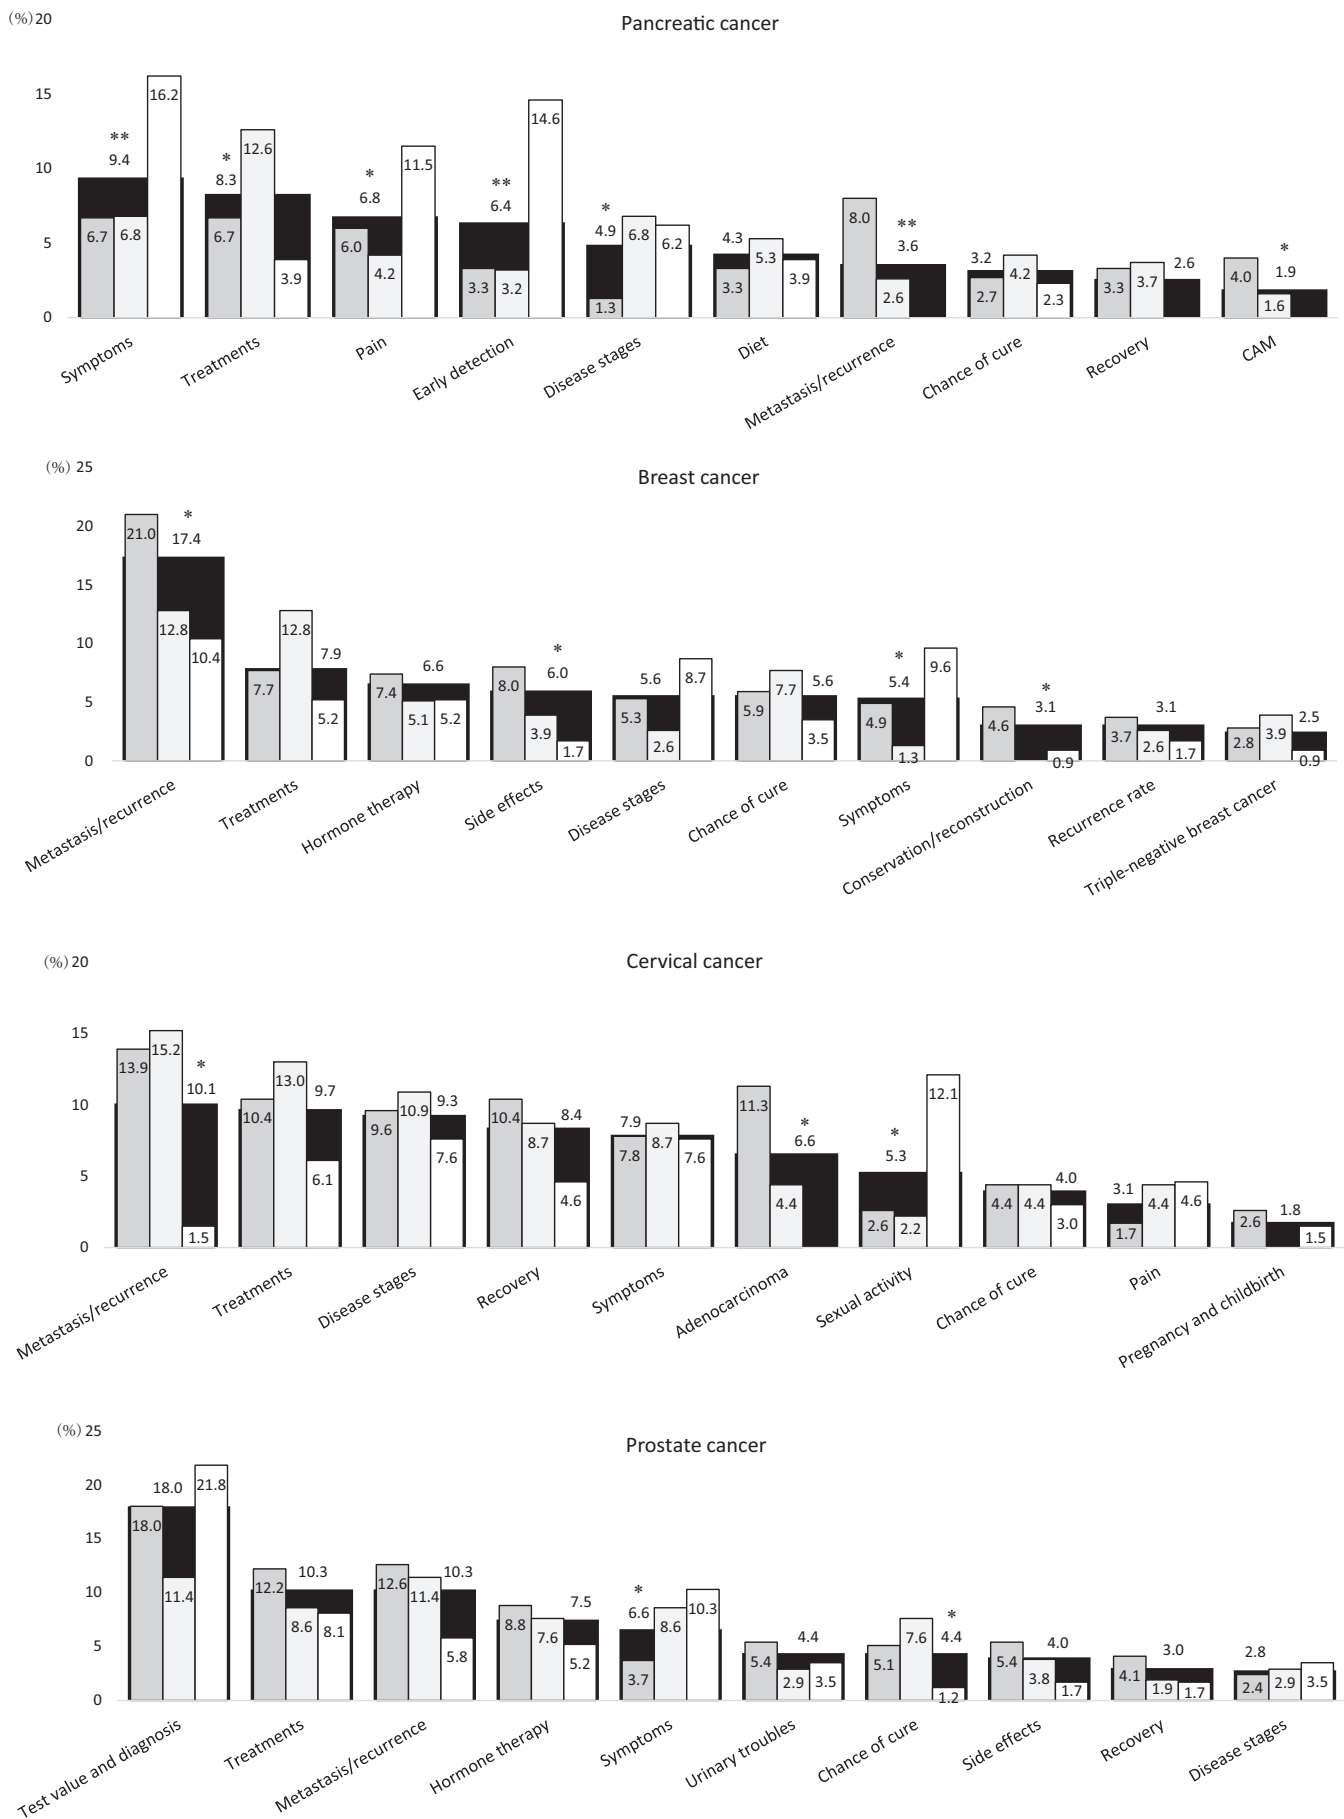 (%) 20
Pancreatic cancer
15
10
5
0
** 9.4 6.7 6.8 16.2
* 8.3 6.7 12.6 3.9
* 6.8 6.0 4.2 11.5
** 6.4 3.3 3.2 14.6
* 4.9 1.3 6.8 6.2
4.3 3.3 5.3 3.9
8.0 ** 3.6 2.6
3.2 2.7 4.2 2.3
3.3 3.7 2.6
4.0 * 1.9 1.6
Symptoms
Treatments
Pain
Early detection
Disease stages
Diet
Metastasis/recurrence
Chance of cure
Recovery
CAM
(%) 25
Breast cancer
20
15
10
5
0
21.0 * 17.4 12.8 10.4
7.7 12.8 7.9 5.2
7.4 6.6 5.1 5.2
8.0 * 6.0 3.9 1.7
5.6 5.3 2.6 8.7
5.9 7.7 5.6 3.5
* 5.4 4.9 1.3 9.6
4.6 * 3.1 0.9
3.7 3.1 2.6 1.7
2.8 3.9 2.5 0.9
Metastasis/recurrence
Treatments
Hormone therapy
Side effects
Disease stages
Chance of cure
Symptoms
Conservation/reconstruction
Recurrence rate
Triple-negative breast cancer
(%) 20
Cervical cancer
15
10
5
0
13.9 15.2 * 10.1 1.5
10.4 13.0 9.7 6.1
9.6 10.9 9.3 7.6
10.4 8.7 8.4 4.6
7.9 7.8 8.7 7.6
11.3 * 6.6 4.4
* 5.3 2.6 2.2 12.1
4.4 4.4 4.0 3.0
3.1 1.7 4.4 4.6
2.6 1.8 1.5
Metastasis/recurrence
Treatments
Disease stages
Recovery
Symptoms
Adenocarcinoma
Sexual activity
Chance of cure
Pain
Pregnancy and childbirth
(%) 25
Prostate cancer
20
15
10
5
0
18.0 18.0 11.4 21.8
12.2 10.3 8.6 8.1
12.6 11.4 10.3 5.8
8.8 7.6 7.5 5.2
* 6.6 3.7 8.6 10.3
5.4 4.4 2.9 3.5
5.1 7.6 * 4.4 1.2
5.4 4.0 3.8 1.7
4.1 3.0 1.9 1.7
2.8 2.4 2.9 3.5
Test value and diagnosis
Treatments
Metastasis/recurrence
Hormone therapy
Symptoms
Urinary troubles
Chance of cure
Side effects
Recovery
Disease stages